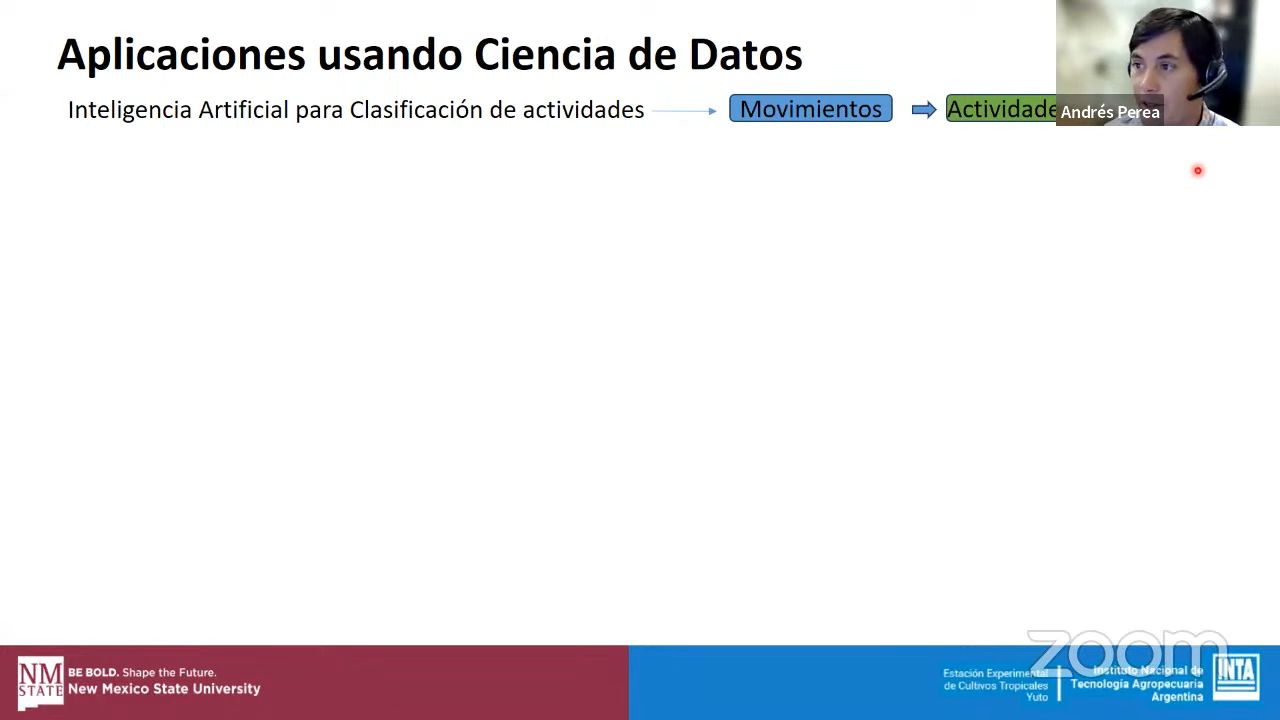 Aplicaciones usando Ciencia de Datos
Inteligencia Artificial para Clasificación de actividades
Movimientos
Actividade
Andrés Perea
zoom
NM
STATE
BE BOLD. Shape the Future.
New Mexico State University
Estación Experimental
de Cultivos Tropicales
Yuto
Instituto Nacional de
Tecnología Agropecuaria
Argentina
INTA